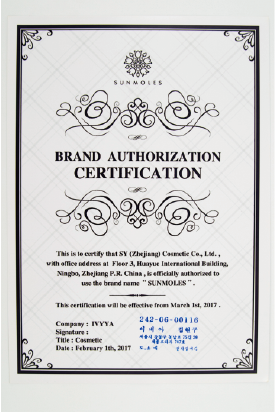 SUNMOLES
BRAND AUTHORIZATION
CERTIFICATION
This is to certify that SY (Zhejiang) Cosmetic Co., Ltd. ,
with office address at Floor 3, Huayue International Building,
Ningbo, Zhejiang P.R. China , is officially authorized to
use the brand name " SUNMOLES " .
This certification will be effective from March 1st, 2017 .
242-06-00116
Company : IVYYA
Signature :
Title : Cosmetic
Date : February 1th, 2017